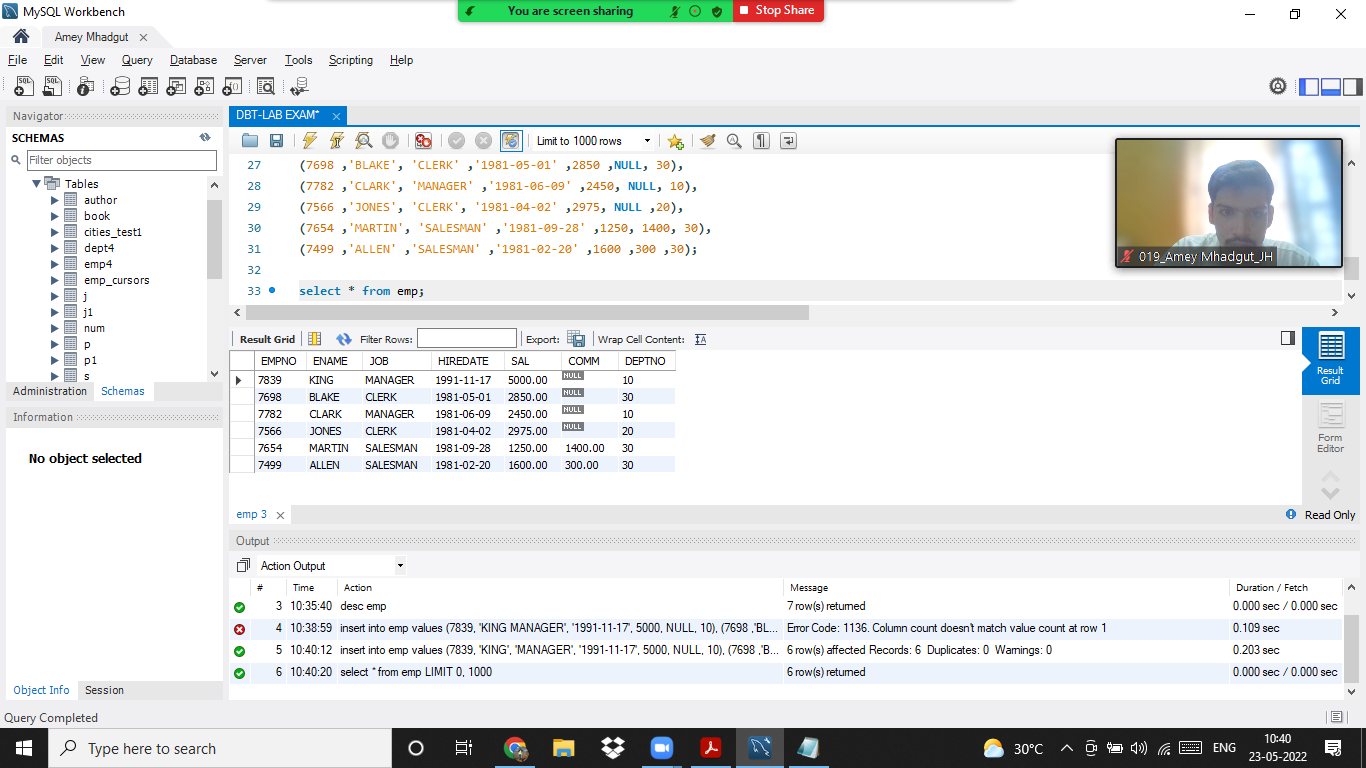 MySQL Workbench
You are screen sharing
Stop Share
Amey Mhadgut
File Edit View Query Database Server Tools Scripting Help
Navigator
SCHEMAS
Filter objects
Tables
author
book
cities_test1
dept4
emp4
emp_cursors
j
j1
num
p
p1
s
Administration Schemas
Information
No object selected
Object Info Session
DBT-LAB EXAM*
Limit to 1000 rows
27 (7698 ,'BLAKE', 'CLERK' ,'1981-05-01' ,2850 ,NULL, 30),
28 (7782 ,'CLARK', 'MANAGER' ,'1981-06-09' ,2450, NULL, 10),
29 (7566 ,'JONES', 'CLERK', '1981-04-02' ,2975, NULL ,20),
30 (7654 ,'MARTIN', 'SALESMAN' ,'1981-09-28' ,1250, 1400, 30),
31 (7499 ,'ALLEN' ,'SALESMAN' ,'1981-02-20' ,1600 ,300 ,30);
32
33 select * from emp;
019_Amey Mhadgut_JH
Result Grid Filter Rows: Export: Wrap Cell Content:
EMPNO ENAME JOB HIREDATE SAL COMM DEPTNO
7839 KING MANAGER 1991-11-17 5000.00 NULL 10
7698 BLAKE CLERK 1981-05-01 2850.00 NULL 30
7782 CLARK MANAGER 1981-06-09 2450.00 NULL 10
7566 JONES CLERK 1981-04-02 2975.00 NULL 20
7654 MARTIN SALESMAN 1981-09-28 1250.00 1400.00 30
7499 ALLEN SALESMAN 1981-02-20 1600.00 300.00 30
Result
Grid
Form
Editor
emp 3
Read Only
Output
Action Output
# Time Action Message Duration / Fetch
3 10:35:40 desc emp 7 row(s) returned 0.000 sec / 0.000 sec
4 10:38:59 insert into emp values (7839, 'KING MANAGER', '1991-11-17', 5000, NULL, 10), (7698 ,'BL... Error Code: 1136. Column count doesn't match value count at row 1 0.109 sec
5 10:40:12 insert into emp values (7839, 'KING', 'MANAGER', '1991-11-17', 5000, NULL, 10), (7698 ,'B... 6 row(s) affected Records: 6 Duplicates: 0 Warnings: 0 0.203 sec
6 10:40:20 select * from emp LIMIT 0, 1000 6 row(s) returned 0.000 sec / 0.000 sec
Query Completed
Type here to search
30°C
ENG
10:40
23-05-2022